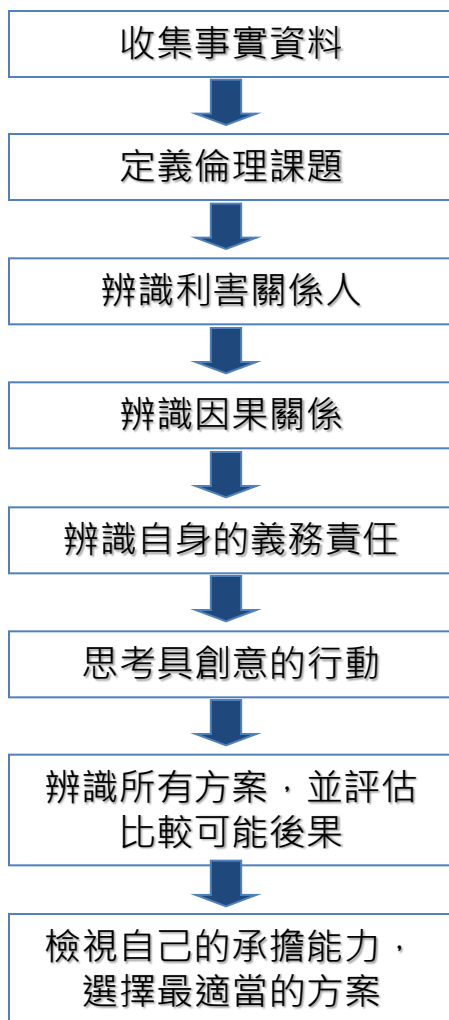 收集事實資料
定義倫理課題
辨識利害關係人
辨識因果關係
辨識自身的義務責任
思考具創意的行動
辨識所有方案，並評估
比較可能後果
檢視自己的承擔能力，
選擇最適當的方案